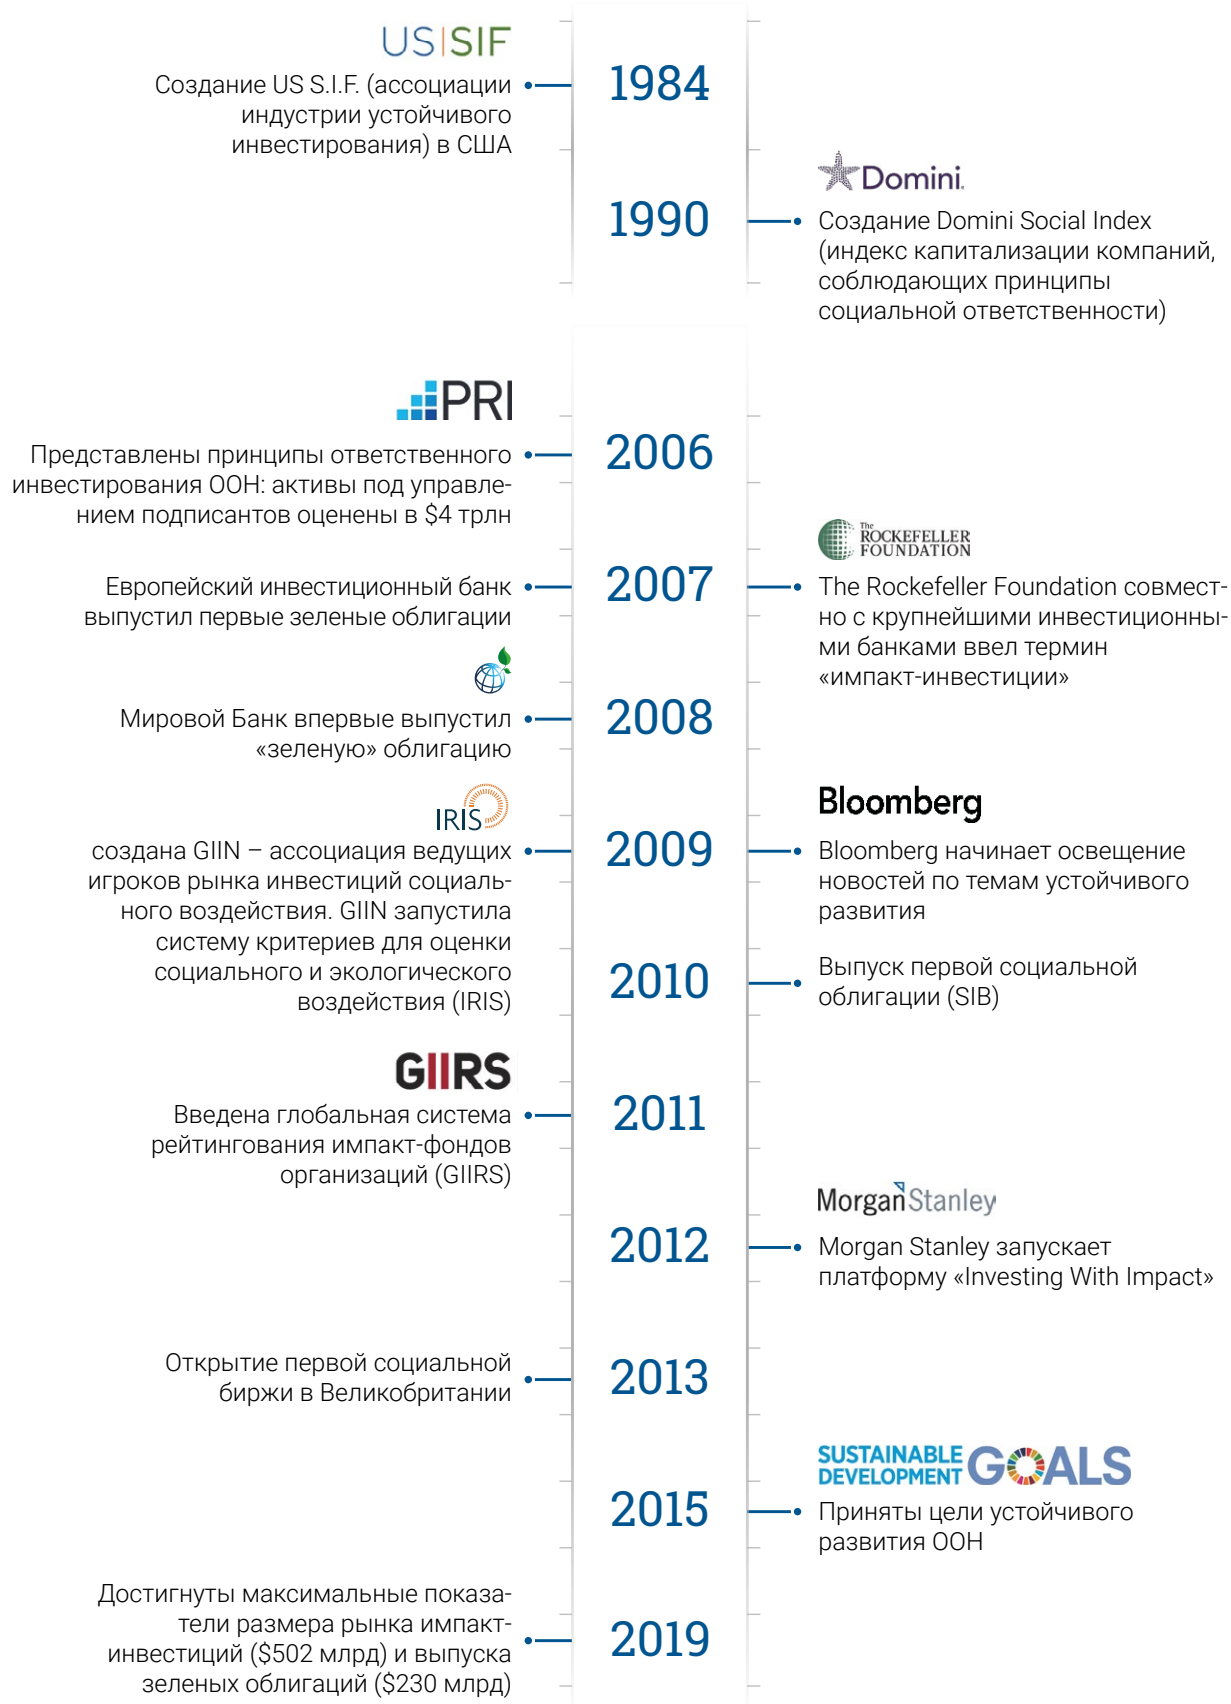 US|SIF
Создание US S.I.F. (ассоциации
индустрии устойчивого
инвестирования) в США
1984
Domini.
1990
Создание Domini Social Index
(индекс капитализации компаний,
соблюдающих принципы
социальной ответственности)
PRI
Представлены принципы ответственного
инвестирования ООН: активы под управле-
нием подписантов оценены в $4 трлн
2006
Европейский инвестиционный банк
выпустил первые зеленые облигации
2007
The
ROCKEFELLER
FOUNDATION
The Rockefeller Foundation совмест-
но с крупнейшими инвестиционны-
ми банками ввел термин
«импакт-инвестиции»
Мировой Банк впервые выпустил
«зеленую» облигацию
2008
IRIS
создана GIIN – ассоциация ведущих
игроков рынка инвестиций социаль-
ного воздействия. GIIN запустила
систему критериев для оценки
социального и экологического
воздействия (IRIS)
2009
Bloomberg
Bloomberg начинает освещение
новостей по темам устойчивого
развития
2010
Выпуск первой социальной
облигации (SIB)
GIIRS
Введена глобальная система
рейтингования импакт-фондов
организаций (GIIRS)
2011
Morgan Stanley
2012
Morgan Stanley запускает
платформу «Investing With Impact»
Открытие первой социальной
биржи в Великобритании
2013
SUSTAINABLE
DEVELOPMENT
GOALS
2015
Приняты цели устойчивого
развития ООН
Достигнуты максимальные показа-
тели размера рынка импакт-
инвестиций ($502 млрд) и выпуска
зеленых облигаций ($230 млрд)
2019